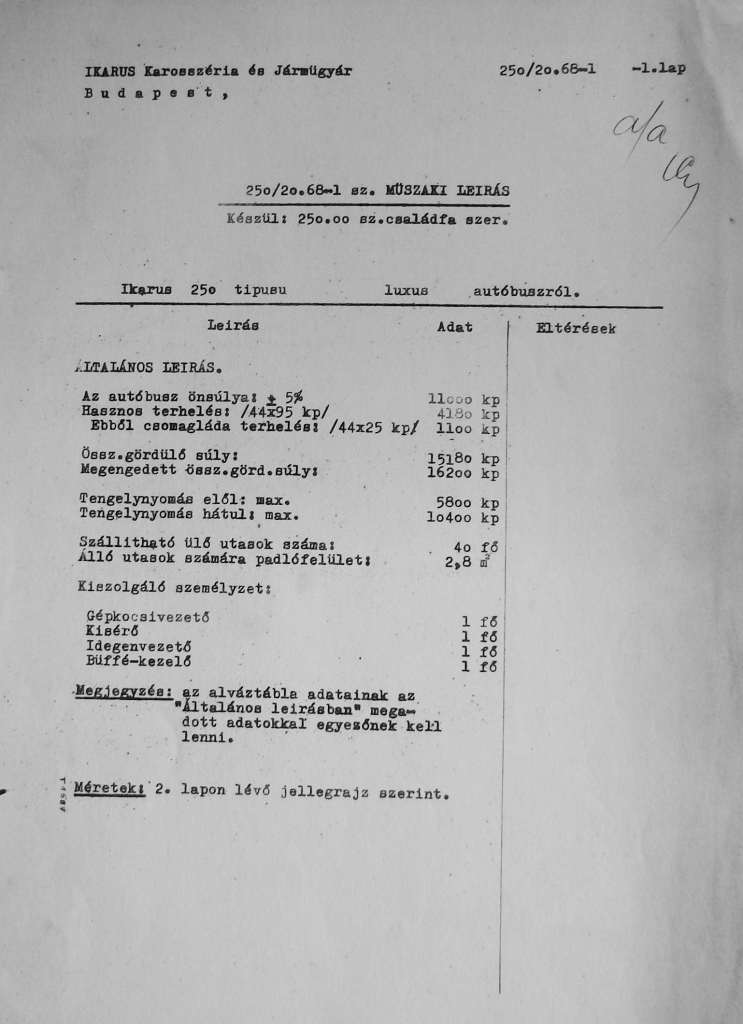 IKARUS Karosszéria és Jármügyár 250/20.68-1 -1.lap
Budapest,
250/20.68-1 sz. MŰSZAKI LEIRÁS
Készül: 250.00 sz.családfa szer.
Ikarus 250 tipusu luxus autóbuszról.
Leirás Adat Eltérések
ÁLTALÁNOS LEIRÁS.
Az autóbusz önsúlya: ± 5% 11000 kp
Hasznos terhelés: /44x95 kp/ 4180 kp
Ebből csomagláda terhelés: /44x25 kp/ 1100 kp
Össz.gördülő súly: 15180 kp
Megengedett össz.görd.súly: 16200 kp
Tengelynyomás elől: max. 5800 kp
Tengelynyomás hátul: max. 10400 kp
Szállitható ülő utasok száma: 40 fő
Álló utasok számára padlófelület: 2,8 m²
Kiszolgáló személyzet:
Gépkocsivezető 1 fő
Kisérő 1 fő
Idegenvezető 1 fő
Büffé-kezelő 1 fő
Megjegyzés: az alváztábla adatainak az
"Általános leirásban" mega-
dott adatokkal egyezőnek kell
lenni.
Méretek: 2. lapon lévő jellegrajz szerint.